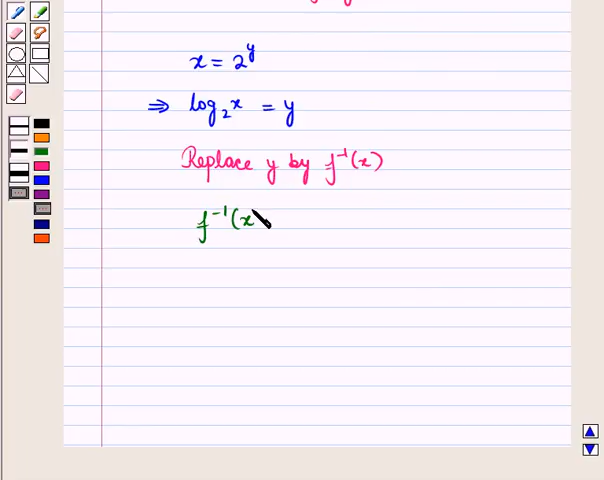 x = 2^y
⇒ log₂x = y
Replace y by f⁻¹(x)
f⁻¹(x